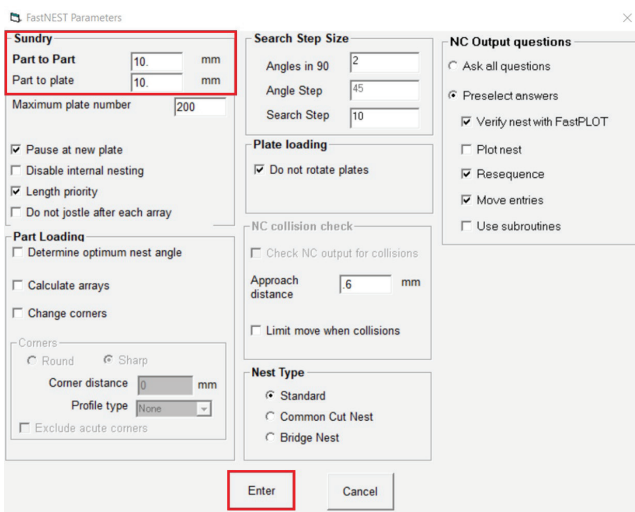 FastNEST Parameters
Sundry
Part to Part 10. mm
Part to plate 10. mm
Maximum plate number 200
Pause at new plate
Disable internal nesting
Length priority
Do not jostle after each array
Part Loading
Determine optimum nest angle
Calculate arrays
Change corners
Corners
Round Sharp
Corner distance 0 mm
Profile type None
Exclude acute corners
Search Step Size
Angles in 90 2
Angle Step 45
Search Step 10
Plate loading
Do not rotate plates
NC collision check
Check NC output for collisions
Approach
distance .6 mm
Limit move when collisions
Nest Type
Standard
Common Cut Nest
Bridge Nest
NC Output questions
Ask all questions
Preselect answers
Verify nest with FastPLOT
Plot nest
Resequence
Move entries
Use subroutines
Enter Cancel